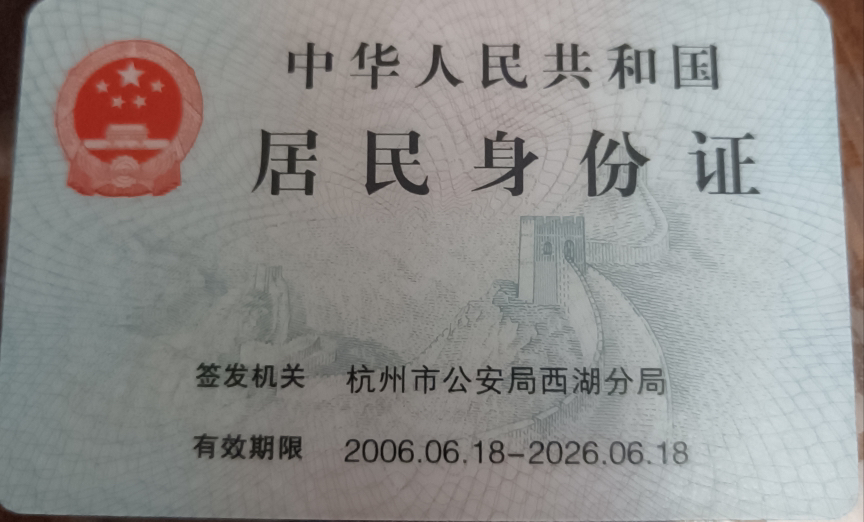 中华人民共和国
居民身份证
签发机关 杭州市公安局西湖分局
有效期限 2006.06.18-2026.06.18